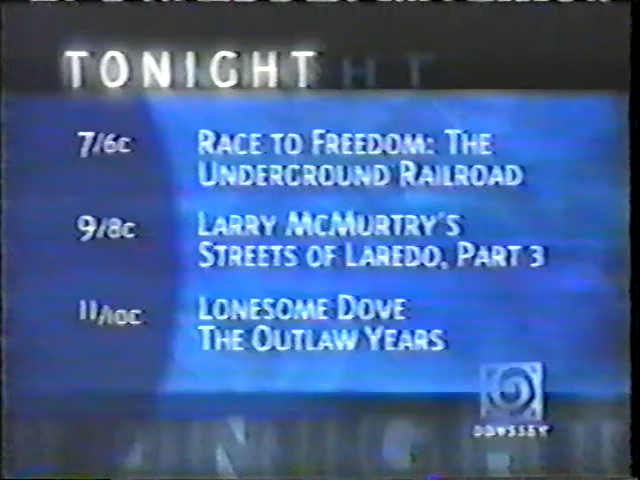 TONIGHT
7/6c RACE TO FREEDOM: THE
UNDERGROUND RAILROAD
9/8c LARRY MCMURTRY'S
STREETS OF LAREDO, PART 3
11/10c LONESOME DOVE
THE OUTLAW YEARS
ODYSSEY